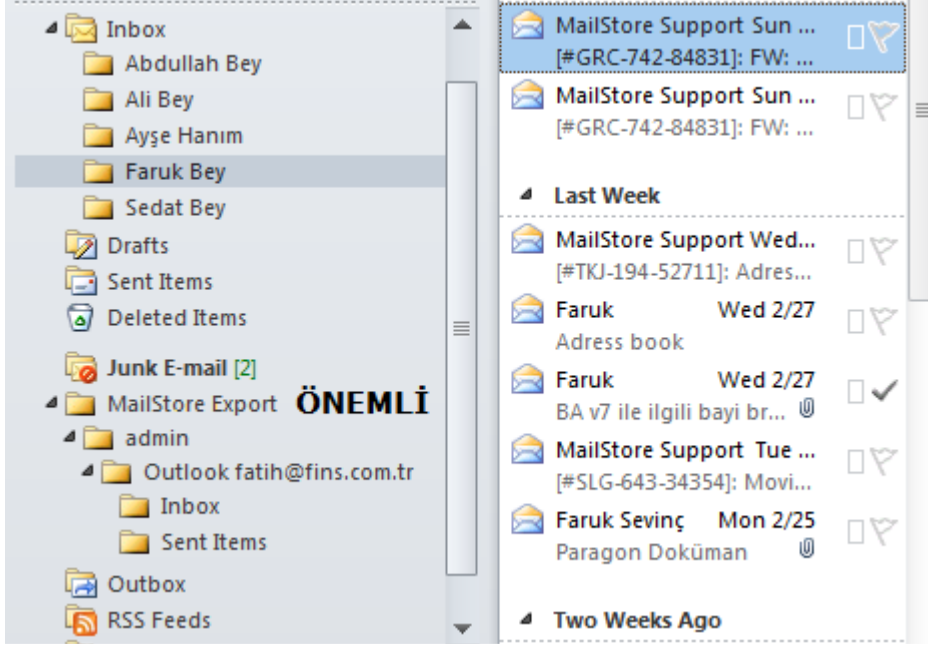 Inbox
Abdullah Bey
Ali Bey
Ayşe Hanım
Faruk Bey
Sedat Bey
Drafts
Sent Items
Deleted Items
Junk E-mail [2]
MailStore Export ÖNEMLİ
admin
Outlook fatih@fins.com.tr
Inbox
Sent Items
Outbox
RSS Feeds
MailStore Support Sun ...
[#GRC-742-84831]: FW: ...
MailStore Support Sun ...
[#GRC-742-84831]: FW: ...
Last Week
MailStore Support Wed...
[#TKJ-194-52711]: Adres...
Faruk Wed 2/27
Adress book
Faruk Wed 2/27
BA v7 ile ilgili bayi br...
MailStore Support Tue ...
[#SLG-643-34354]: Movi...
Faruk Sevinç Mon 2/25
Paragon Doküman
Two Weeks Ago